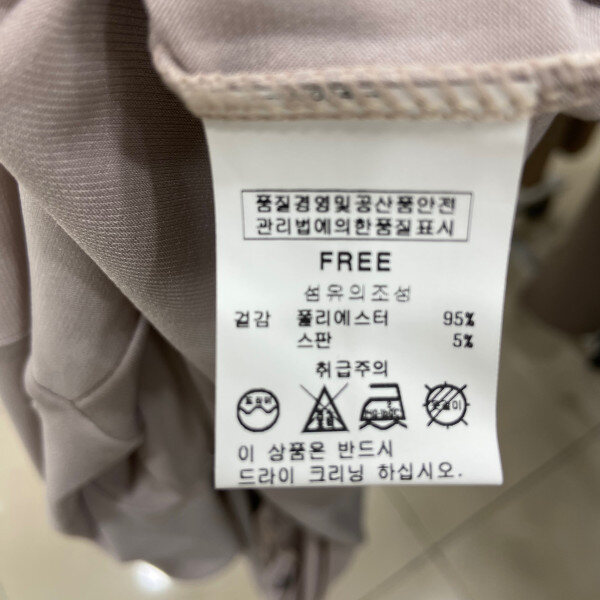 품질경영및공산품안전
관리법에의한품질표시
FREE
섬유의조성
겉감 폴리에스터 95%
스판 5%
취급주의
드라이
이 상품은 반드시
드라이 크리닝 하십시오.